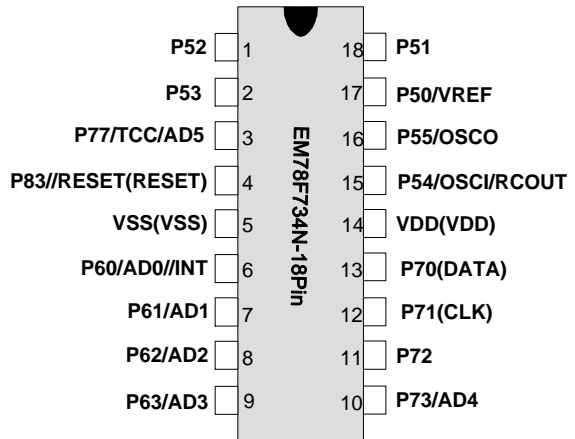 P52 1 18 P51
P53 2 17 P50/VREF
P77/TCC/AD5 3 16 P55/OSCO
P83//RESET(RESET) 4 15 P54/OSCI/RCOUT
VSS(VSS) 5 14 VDD(VDD)
P60/AD0//INT 6 13 P70(DATA)
P61/AD1 7 12 P71(CLK)
P62/AD2 8 11 P72
P63/AD3 9 10 P73/AD4
EM78F734N-18Pin